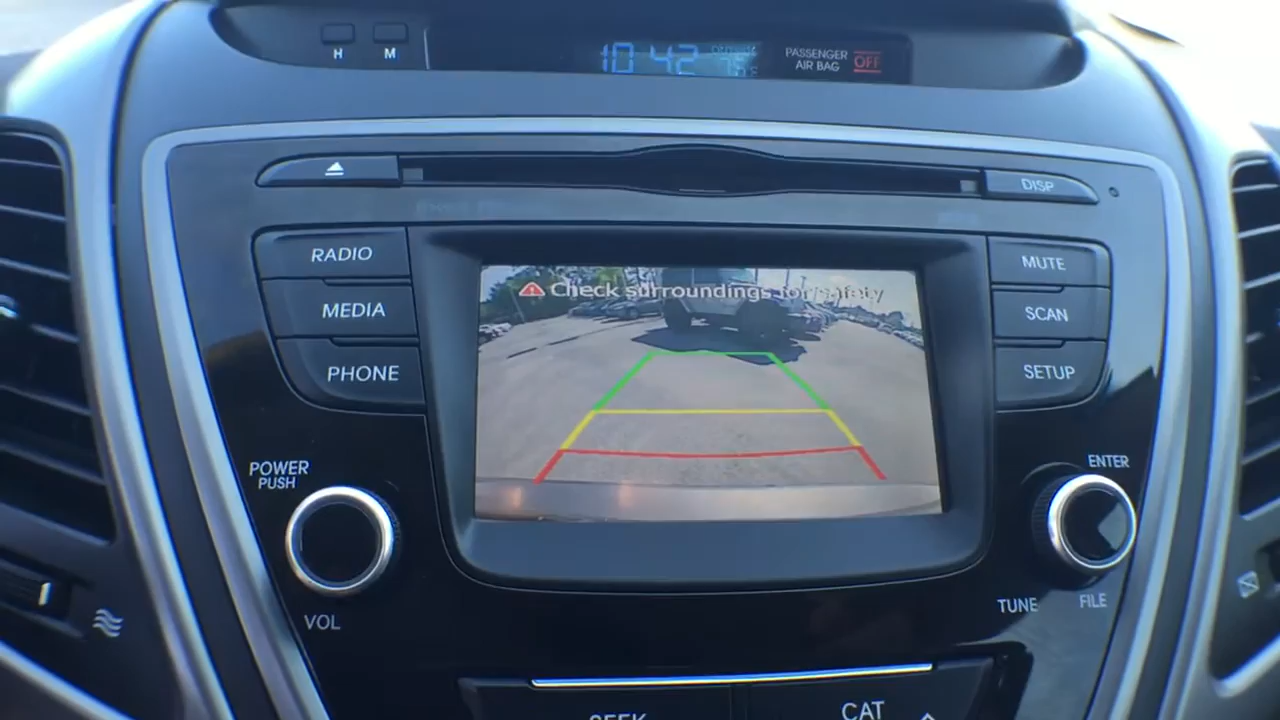 H M
10:42
PASSENGER
AIR BAG OFF
DISP
RADIO
MEDIA
PHONE
MUTE
SCAN
SETUP
Check surroundings for safety
POWER
PUSH
VOL
ENTER
TUNE
FILE
SEEK
CAT